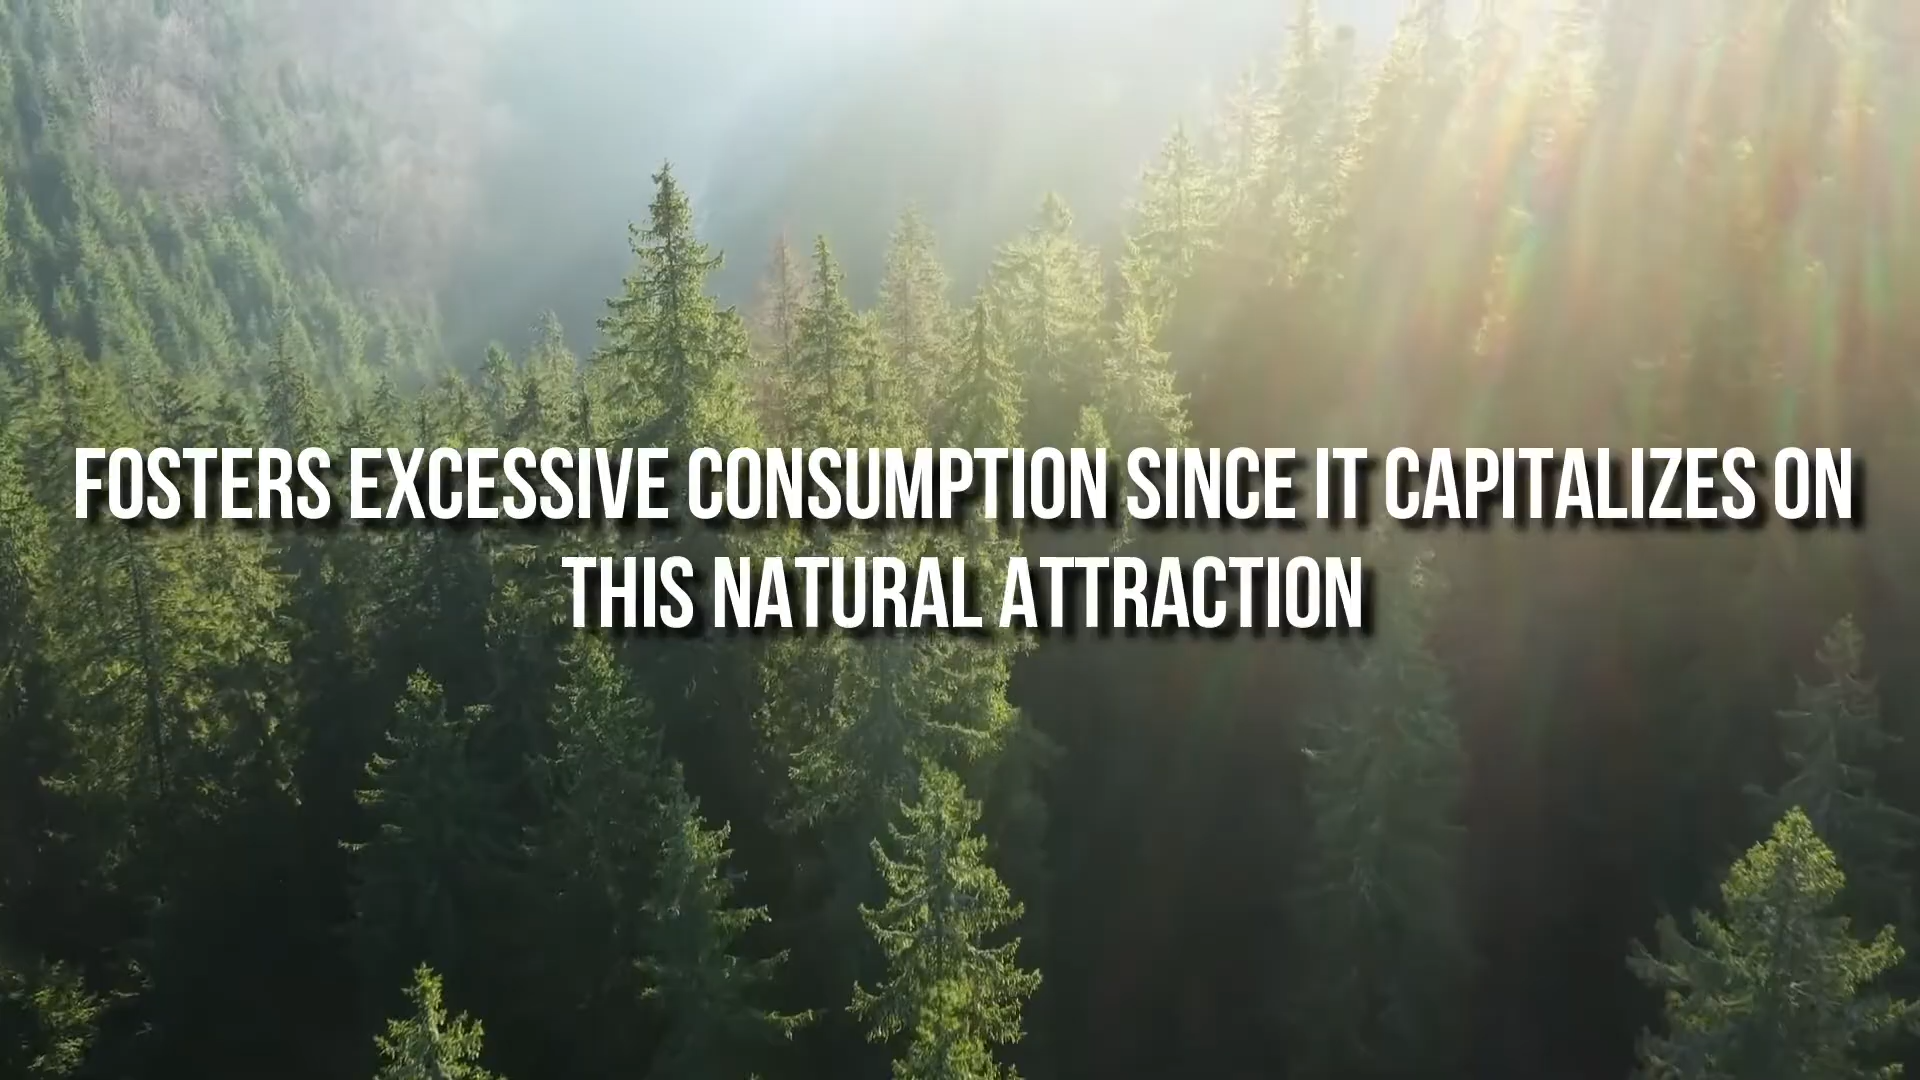 FOSTERS EXCESSIVE CONSUMPTION SINCE IT CAPITALIZES ON
THIS NATURAL ATTRACTION